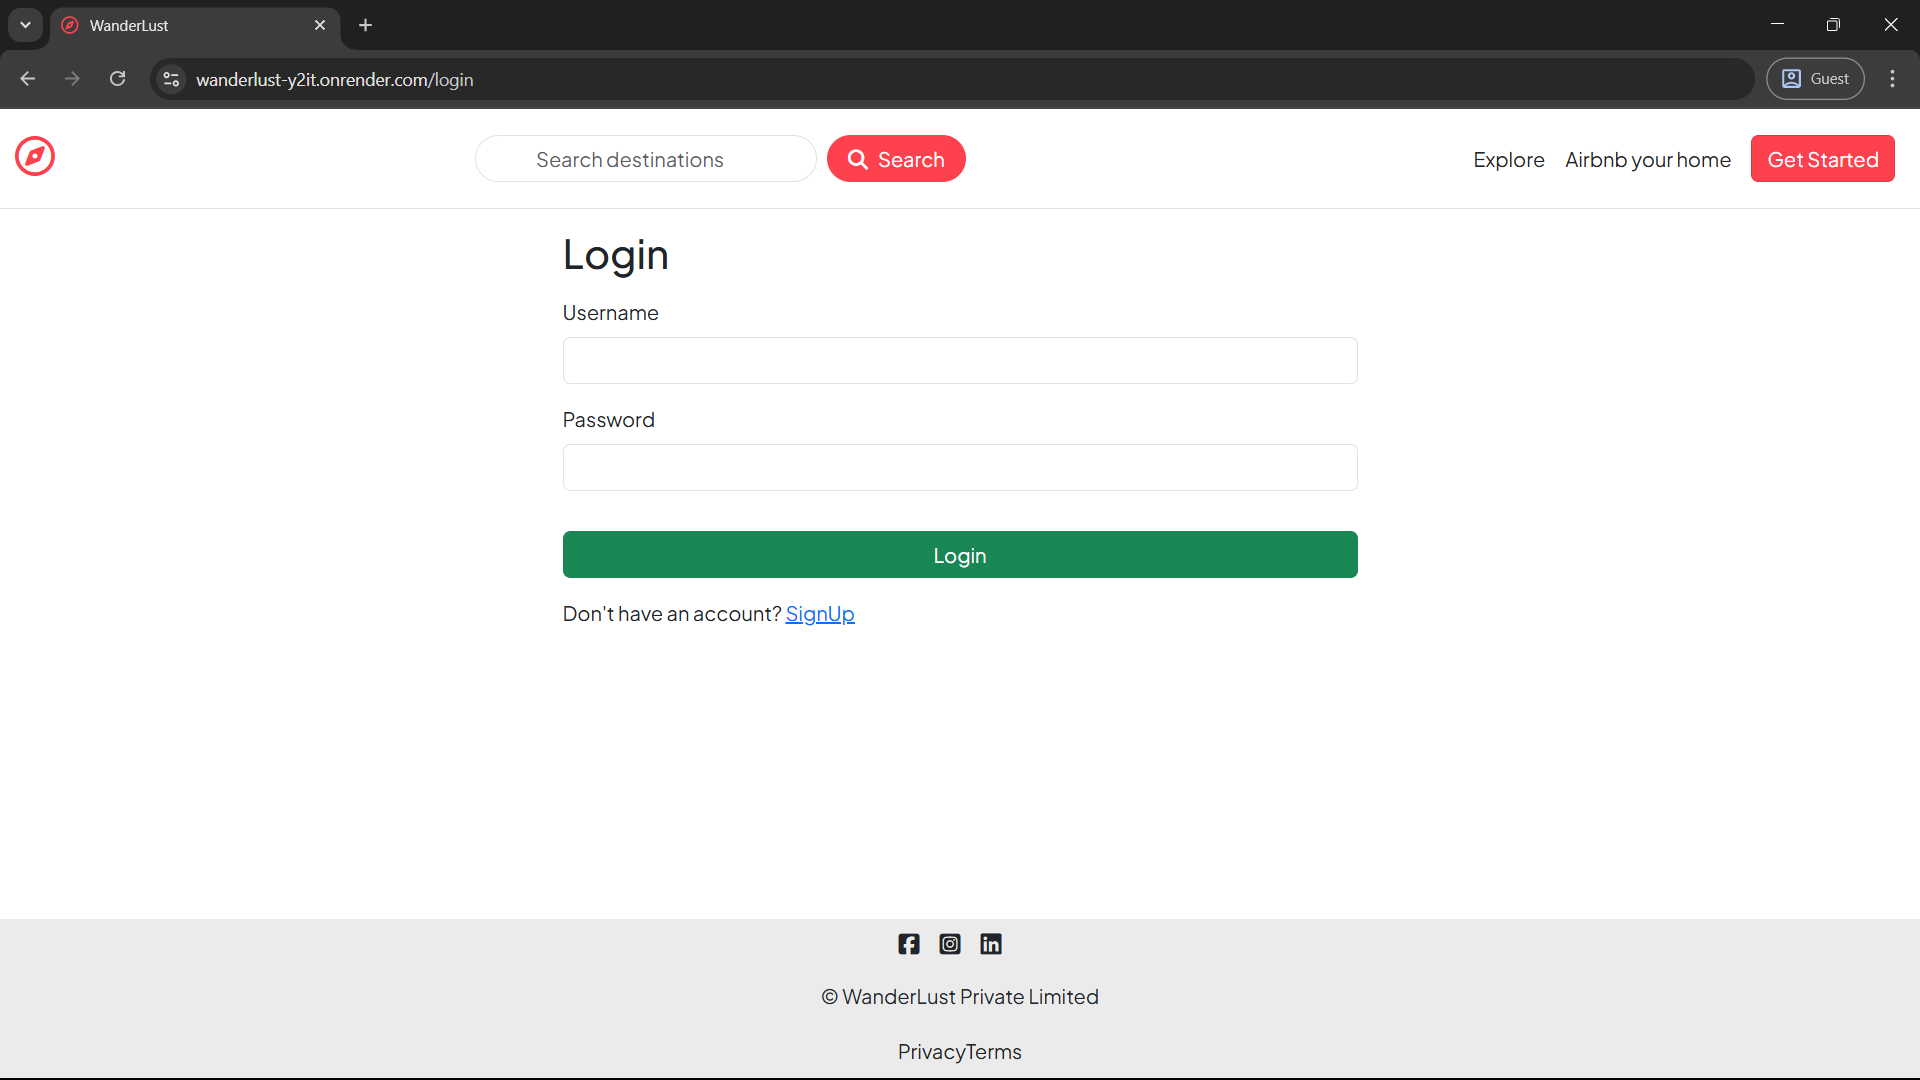 WanderLust
wanderlust-y2it.onrender.com/login
Guest
Search destinations
Search
Explore
Airbnb your home
Get Started
Login
Username
Password
Login
Don't have an account? SignUp
© WanderLust Private Limited
PrivacyTerms